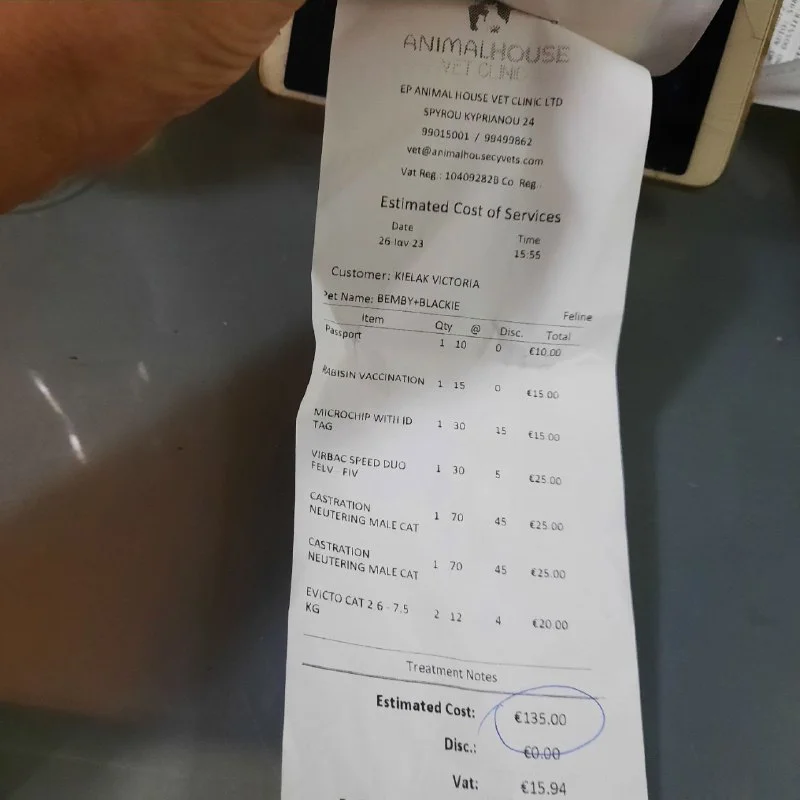 ANIMALHOUSE
VET CLINIC
EP ANIMAL HOUSE VET CLINIC LTD
SPYROU KYPRIANOU 24
99015001 / 99499862
vet@animalhousecyvets.com
Vat Reg : 10409282B Co. Reg.:
Estimated Cost of Services
Date Time
26 Ιαν 23 15:55
Customer: KIELAK VICTORIA
Pet Name: BEMBY+BLACKIE Feline
Item Qty @ Disc. Total
Passport 1 10 0 €10.00
RABISIN VACCINATION 1 15 0 €15.00
MICROCHIP WITH ID
TAG 1 30 15 €15.00
VIRBAC SPEED DUO
FELV - FIV 1 30 5 €25.00
CASTRATION
NEUTERING MALE CAT 1 70 45 €25.00
CASTRATION
NEUTERING MALE CAT 1 70 45 €25.00
EVICTO CAT 2.6 - 7.5
KG 2 12 4 €20.00
Treatment Notes
Estimated Cost: €135.00
Disc.: €0.00
Vat: €15.94